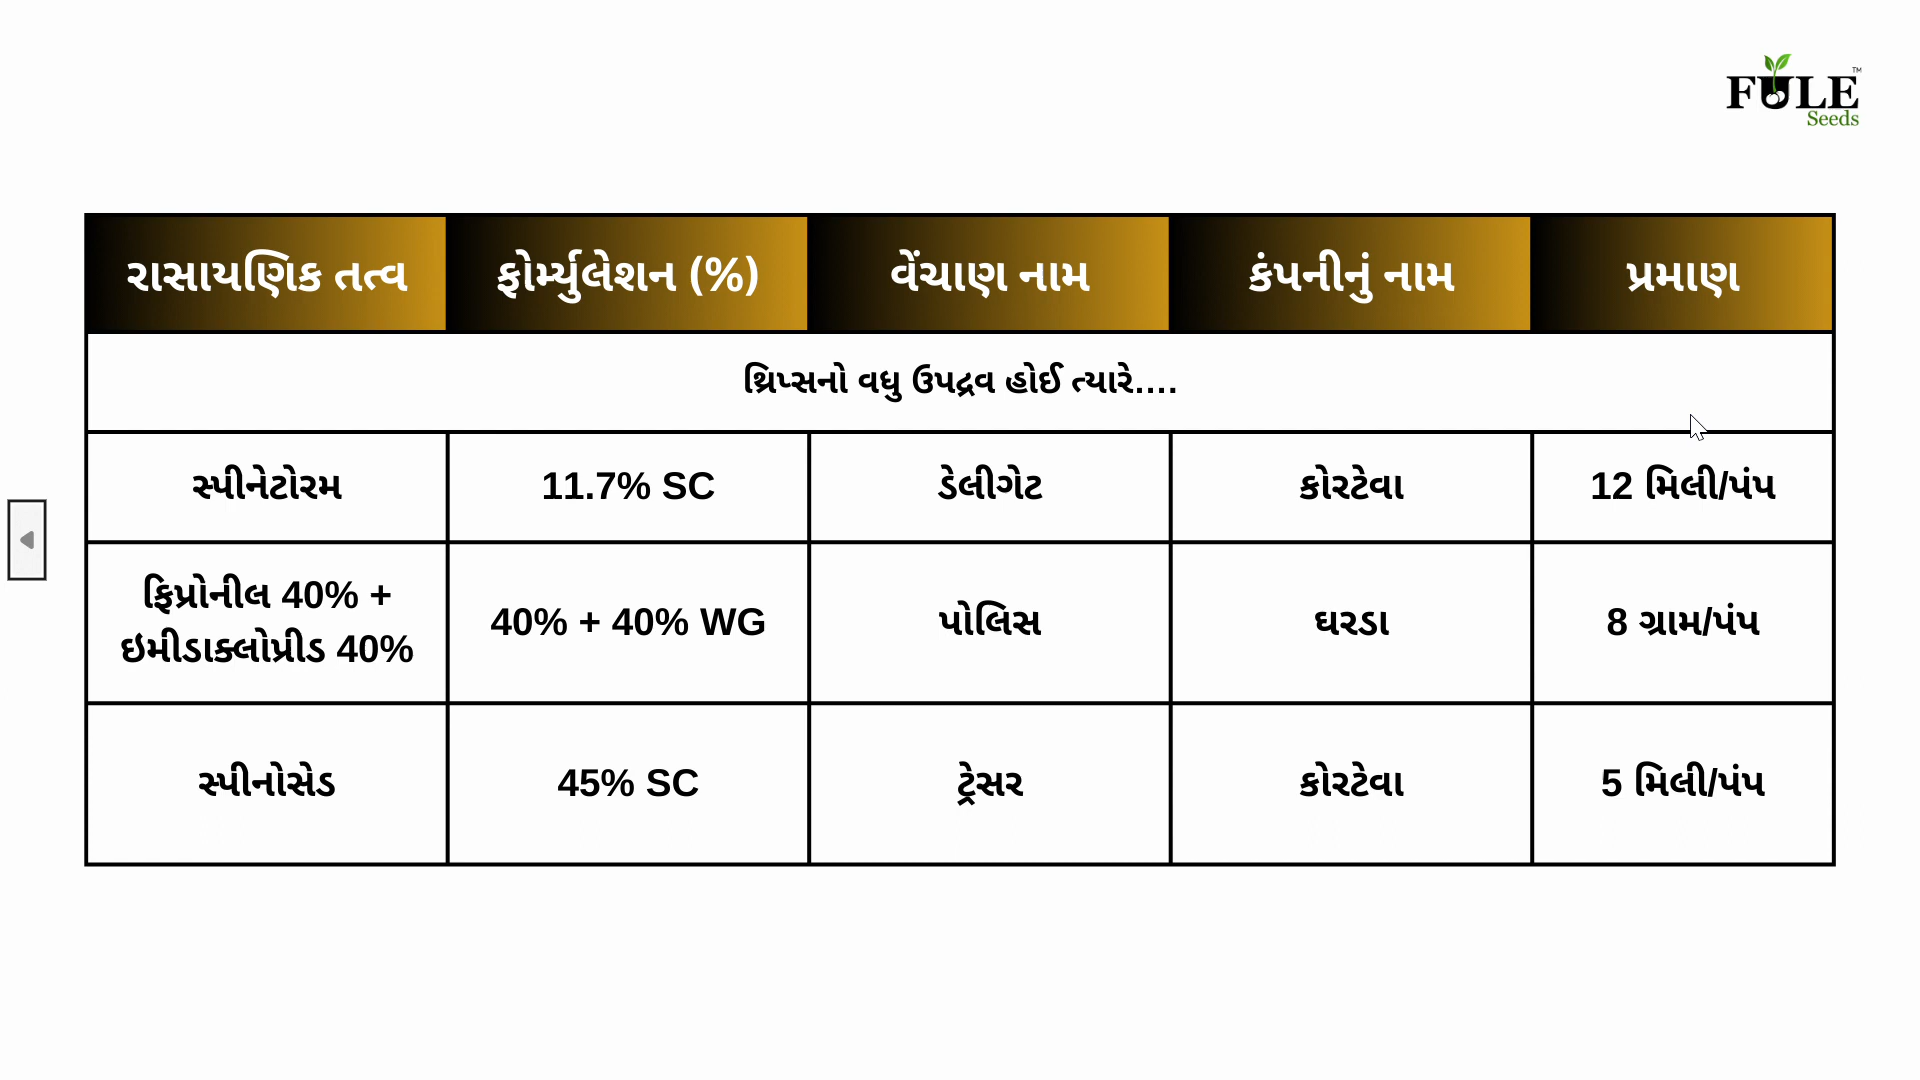 FULE
TM
Seeds
રાસાયણિક તત્વ ફોર્મ્યુલેશન (%) વેંચાણ નામ કંપનીનું નામ પ્રમાણ
થ્રિપ્સનો વધુ ઉપદ્રવ હોઈ ત્યારે....
સ્પીનેટોરમ 11.7% SC ડેલીગેટ કોરટેવા 12 મિલી/પંપ
ફિપ્રોનીલ 40% +
ઇમીડાક્લોપ્રીડ 40% 40% + 40% WG પોલિસ ઘરડા 8 ગ્રામ/પંપ
સ્પીનોસેડ 45% SC ટ્રેસર કોરટેવા 5 મિલી/પંપ